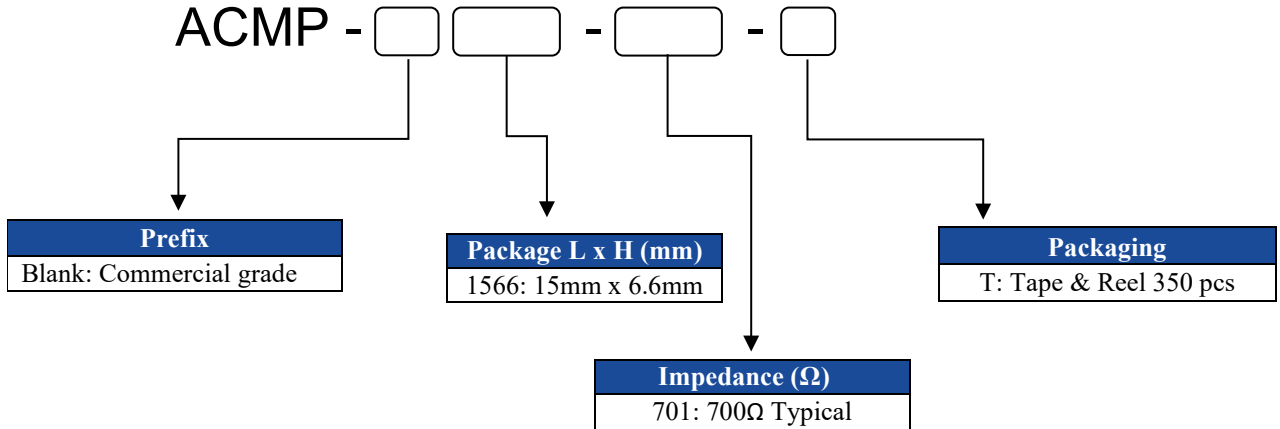 ACMP - - -
Prefix
Blank: Commercial grade
Package L x H (mm)
1566: 15mm x 6.6mm
Packaging
T: Tape & Reel 350 pcs
Impedance (Ω)
701: 700Ω Typical